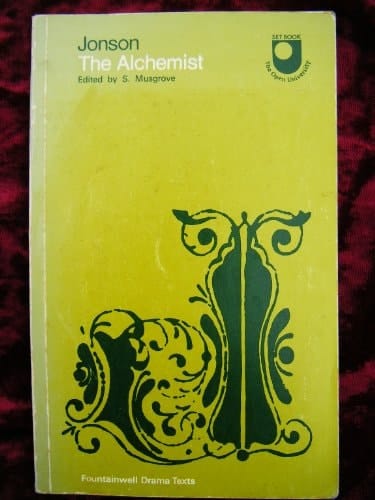 Jonson
The Alchemist
Edited by S. Musgrove
SET BOOK
The Open University
Fountainwell Drama Texts